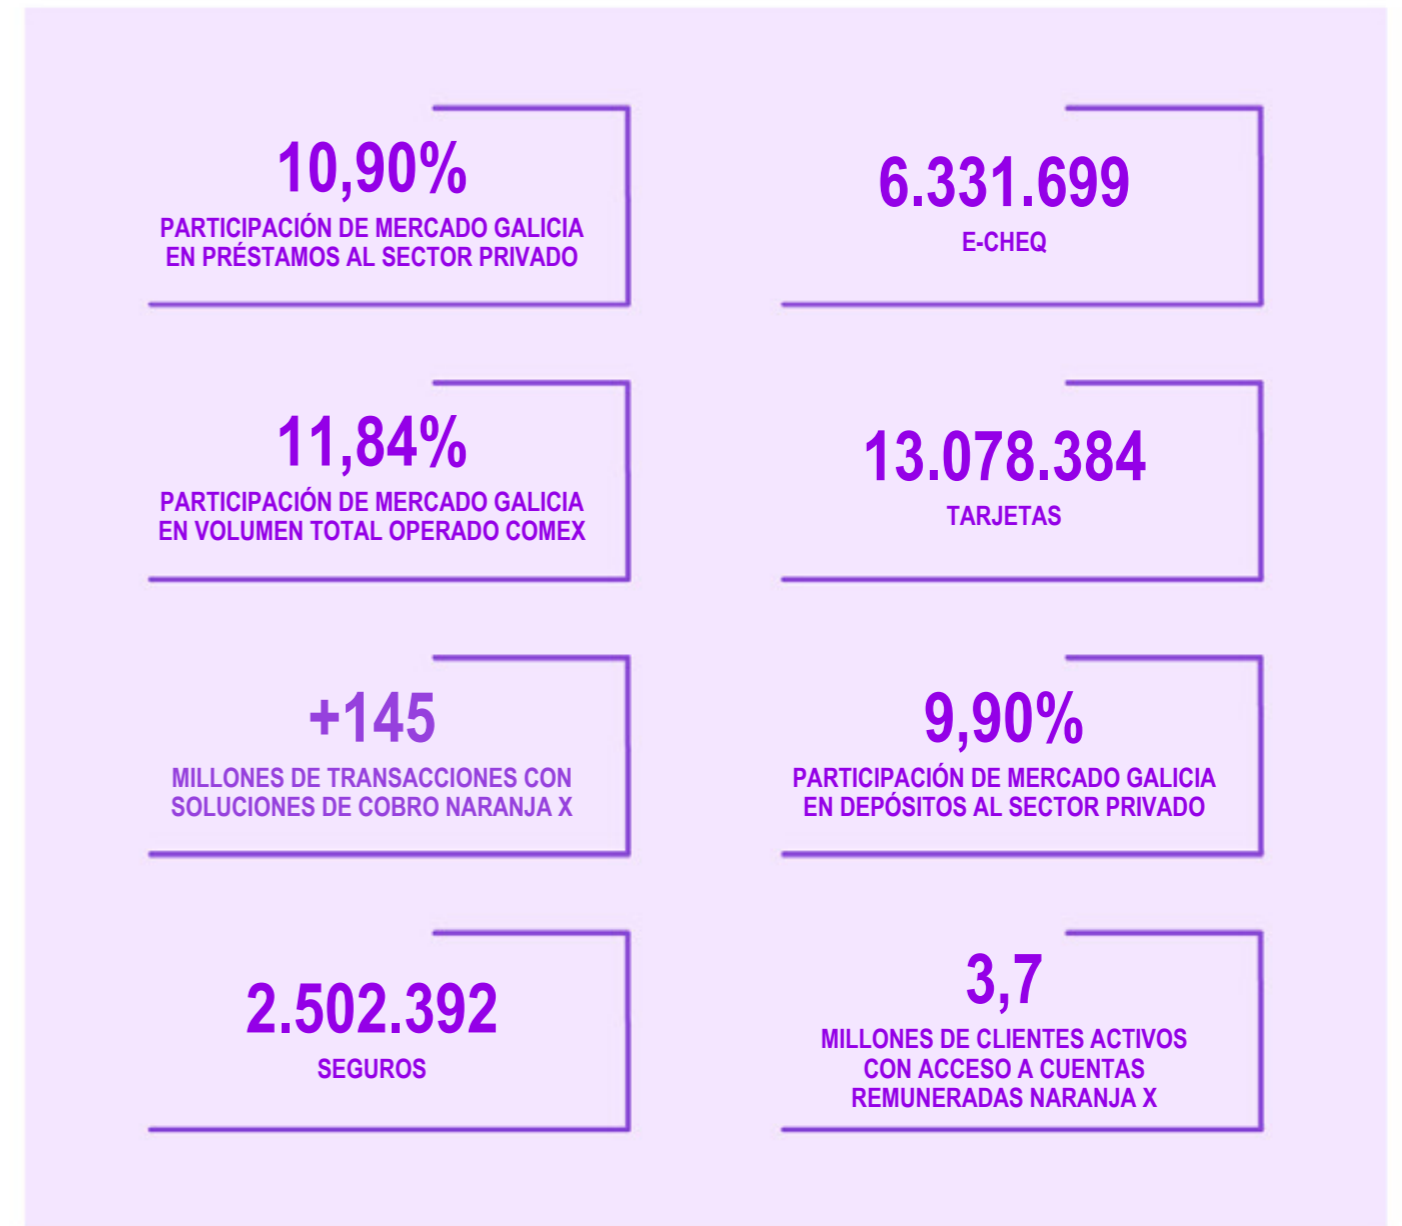 10,90%
PARTICIPACIÓN DE MERCADO GALICIA
EN PRÉSTAMOS AL SECTOR PRIVADO
6.331.699
E-CHEQ
11,84%
PARTICIPACIÓN DE MERCADO GALICIA
EN VOLUMEN TOTAL OPERADO COMEX
13.078.384
TARJETAS
+145
MILLONES DE TRANSACCIONES CON
SOLUCIONES DE COBRO NARANJA X
9,90%
PARTICIPACIÓN DE MERCADO GALICIA
EN DEPÓSITOS AL SECTOR PRIVADO
2.502.392
SEGUROS
3,7
MILLONES DE CLIENTES ACTIVOS
CON ACCESO A CUENTAS
REMUNERADAS NARANJA X